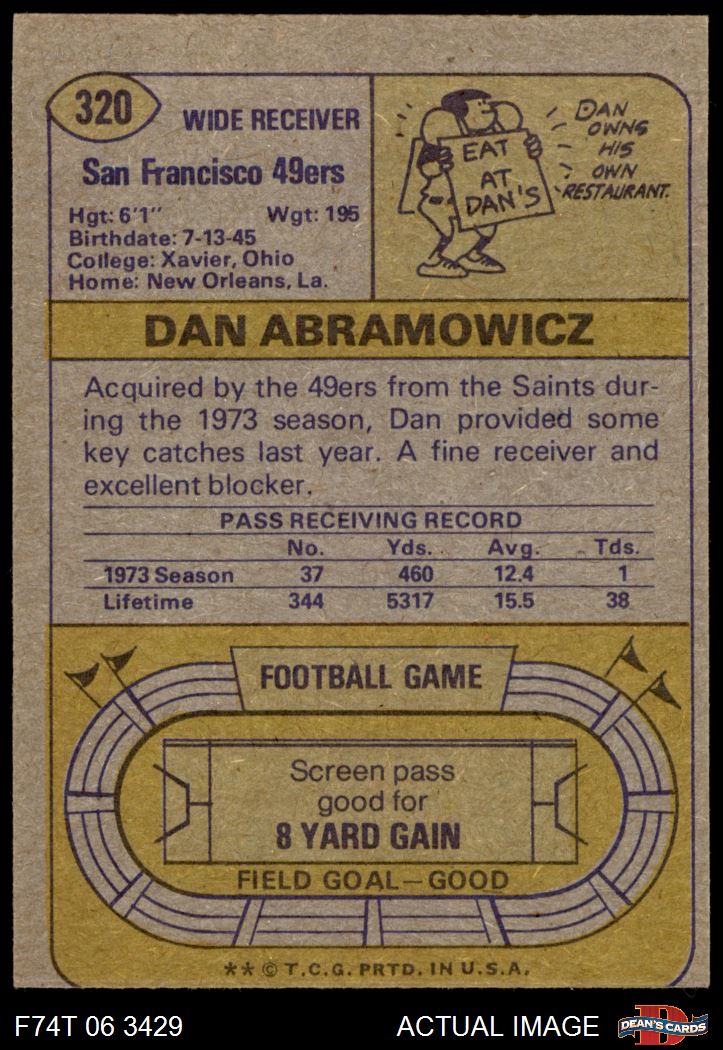 320
WIDE RECEIVER
San Francisco 49ers
Hgt: 6'1" Wgt: 195
Birthdate: 7-13-45
College: Xavier, Ohio
Home: New Orleans, La.
EAT
AT
DAN'S
DAN
OWNS
HIS
OWN
RESTAURANT.
DAN ABRAMOWICZ
Acquired by the 49ers from the Saints dur-
ing the 1973 season, Dan provided some
key catches last year. A fine receiver and
excellent blocker.
PASS RECEIVING RECORD
No. Yds. Avg. Tds.
1973 Season 37 460 12.4 1
Lifetime 344 5317 15.5 38
FOOTBALL GAME
Screen pass
good for
8 YARD GAIN
FIELD GOAL—GOOD
** © T.C.G. PRTD. IN U.S.A.
F74T 06 3429 ACTUAL IMAGE
D
DEAN'S CARDS